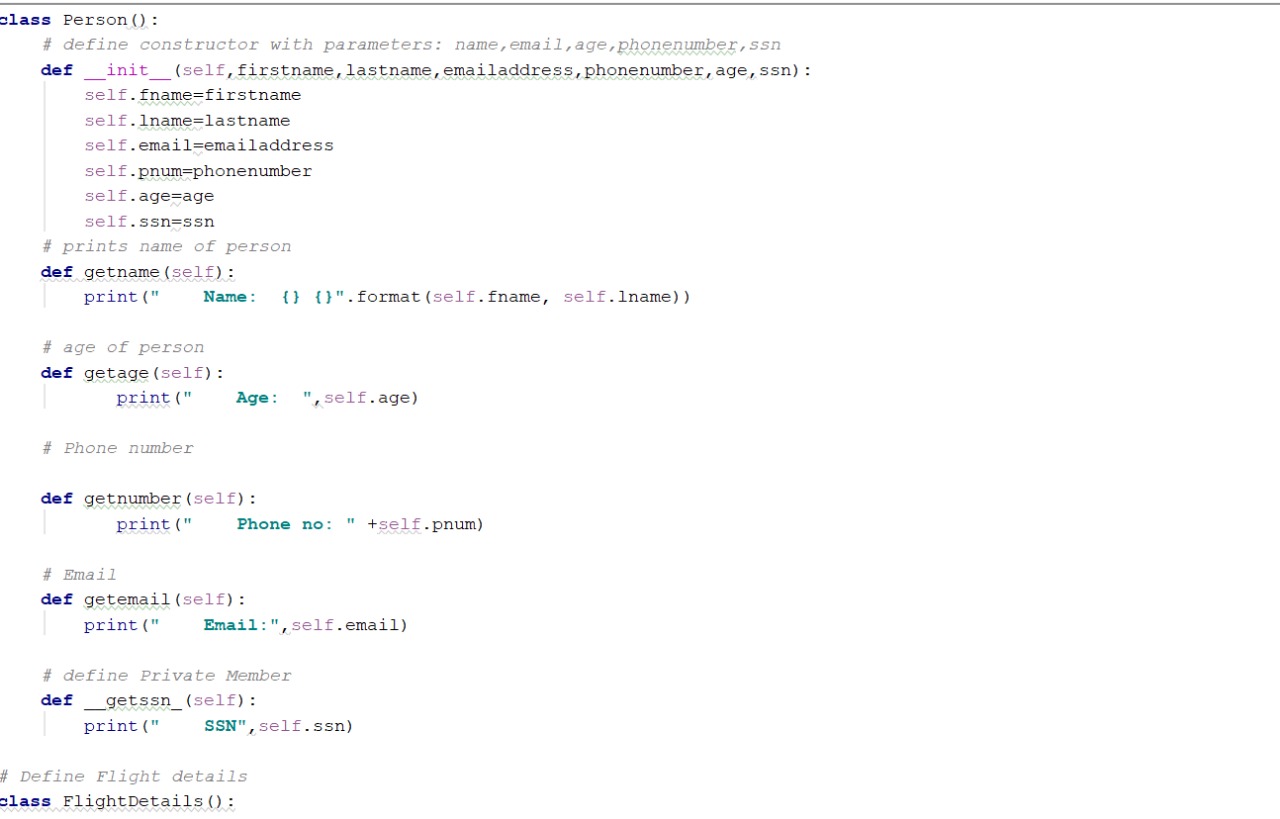 class Person():
    # define constructor with parameters: name,email,age,phonenumber,ssn
    def __init__(self,firstname,lastname,emailaddress,phonenumber,age,ssn):
        self.fname=firstname
        self.lname=lastname
        self.email=emailaddress
        self.pnum=phonenumber
        self.age=age
        self.ssn=ssn
    # prints name of person
    def getname(self):
        print("    Name:  {} {}".format(self.fname, self.lname))
    # age of person
    def getage(self):
           print("    Age:  ",self.age)
    # Phone number
    def getnumber(self):
           print("    Phone no: " +self.pnum)
    # Email
    def getemail(self):
        print("    Email:",self.email)
    # define Private Member
    def __getssn_(self):
        print("    SSN",self.ssn)
# Define Flight details
class FlightDetails():